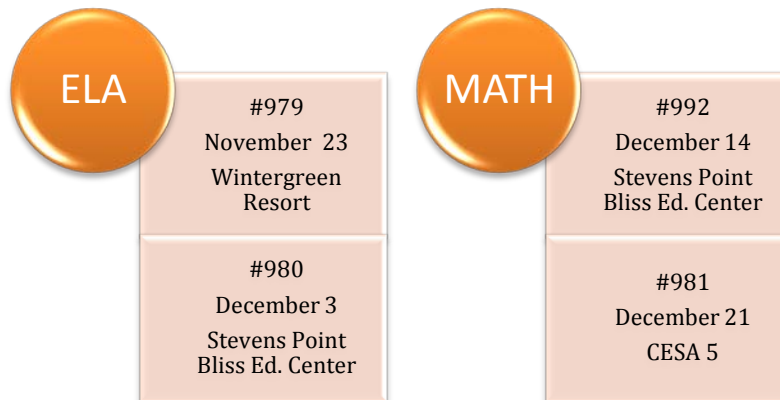 ELA
#979
November 23
Wintergreen
Resort
#980
December 3
Stevens Point
Bliss Ed. Center
MATH
#992
December 14
Stevens Point
Bliss Ed. Center
#981
December 21
CESA 5